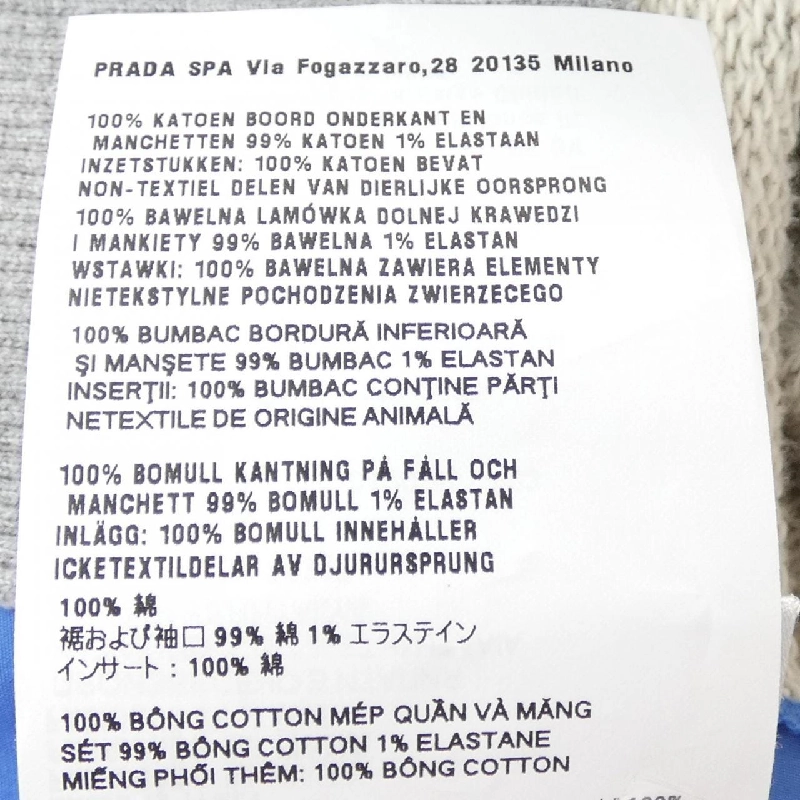 PRADA SPA Via Fogazzaro,28 20135 Milano
100% KATOEN BOORD ONDERKANT EN
MANCHETTEN 99% KATOEN 1% ELASTAAN
INZETSTUKKEN: 100% KATOEN BEVAT
NON-TEXTIEL DELEN VAN DIERLIJKE OORSPRONG
100% BAWELNA LAMÓWKA DOLNEJ KRAWEDZI
I MANKIETY 99% BAWELNA 1% ELASTAN
WSTAWKI: 100% BAWELNA ZAWIERA ELEMENTY
NIETEKSTYLNE POCHODZENIA ZWIERZECEGO
100% BUMBAC BORDURĂ INFERIOARĂ
ŞI MANŞETE 99% BUMBAC 1% ELASTAN
INSERŢII: 100% BUMBAC CONŢINE PĂRŢI
NETEXTILE DE ORIGINE ANIMALĂ
100% BOMULL KANTNING PÅ FÅLL OCH
MANCHETT 99% BOMULL 1% ELASTAN
INLÄGG: 100% BOMULL INNEHÅLLER
ICKETEXTILDELAR AV DJURURSPRUNG
100% 綿
裾および袖口 99% 綿 1% エラステイン
インサート : 100% 綿
100% BÔNG COTTON MÉP QUẦN VÀ MĂNG
SÉT 99% BÔNG COTTON 1% ELASTANE
MIẾNG PHỐI THÊM: 100% BÔNG COTTON